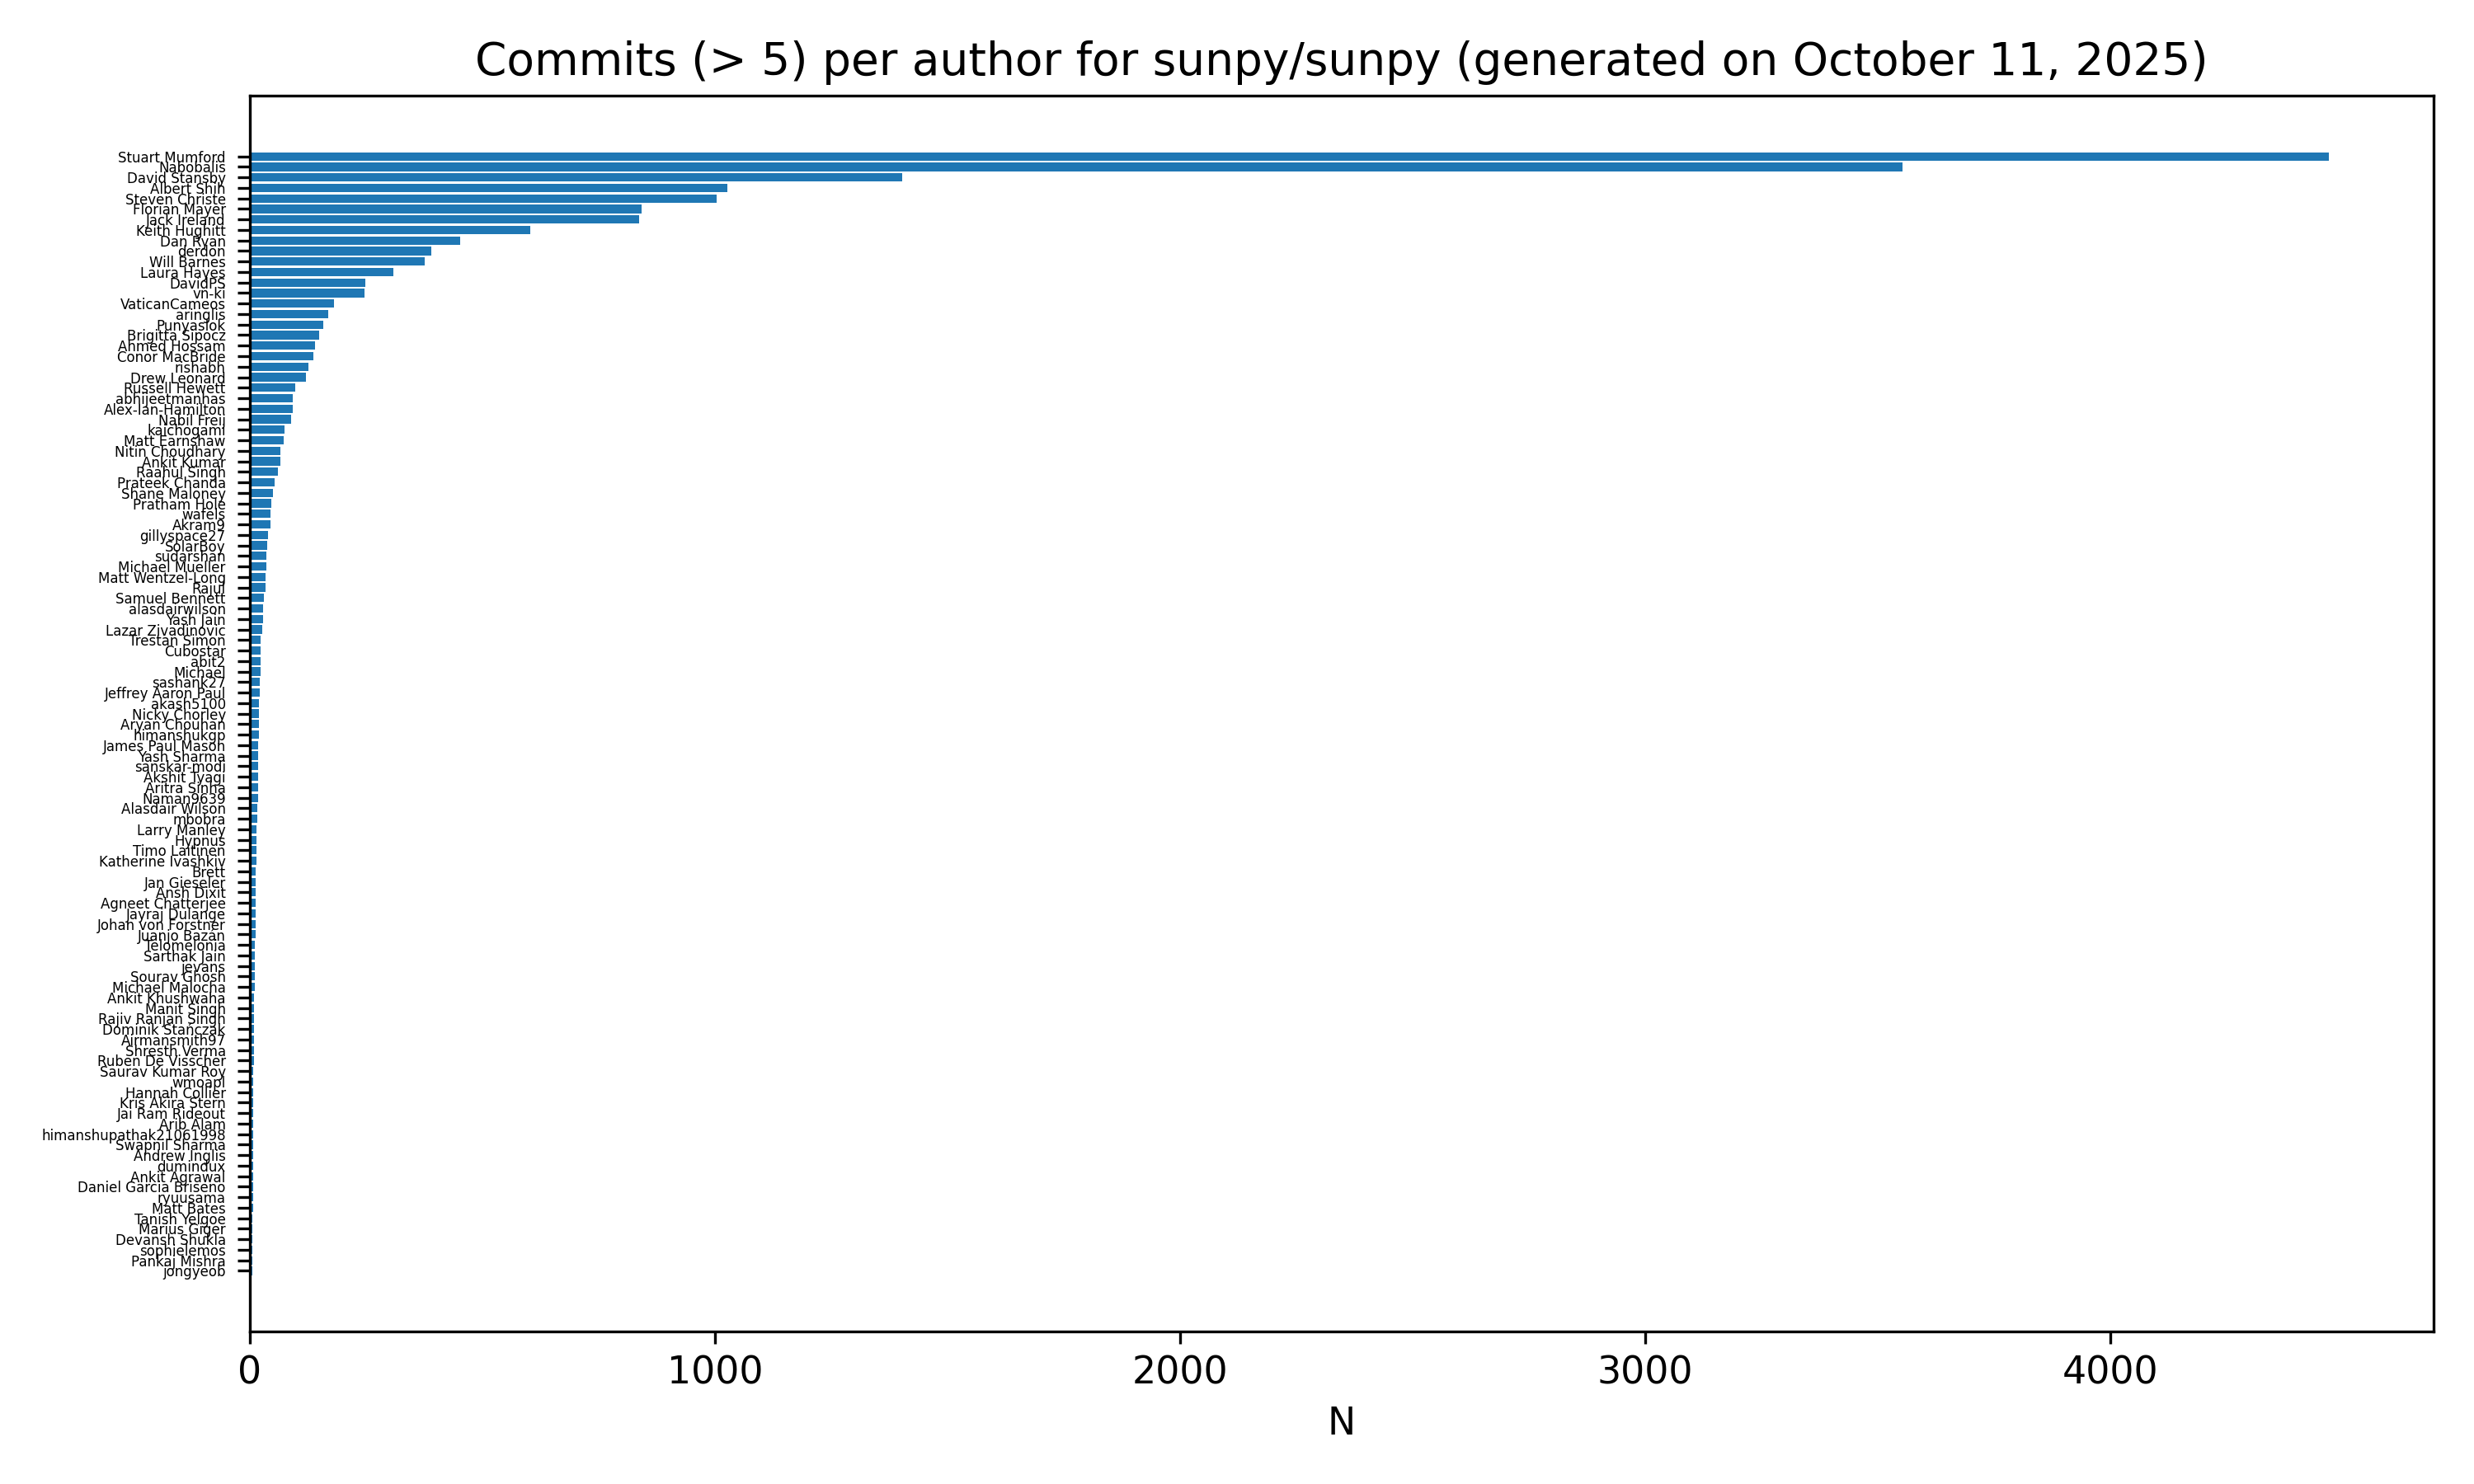 Commits (> 5) per author for sunpy/sunpy (generated on October 11, 2025)
Stuart Mumford
Nabobalis
David Stansby
Albert Shih
Steven Christe
Florian Mayer
Jack Ireland
Keith Hughitt
Dan Ryan
derdon
Will Barnes
Laura Hayes
DavidPS
vn-ki
VaticanCameos
aringlis
Punyaslok
Brigitta Sipocz
Ahmed Hossam
Conor MacBride
rishabh
Drew Leonard
Russell Hewett
abhijeetmanhas
Alex-Ian-Hamilton
Nabil Freij
kaichogami
Matt Earnshaw
Nitin Choudhary
Ankit Kumar
Raahul Singh
Prateek Chanda
Shane Maloney
Pratham Hole
wafels
Akram9
gillyspace27
SolarBoy
sudarshan
Michael Mueller
Matt Wentzel-Long
Rajul
Samuel Bennett
alasdairwilson
Yash Jain
Lazar Zivadinovic
Trestan Simon
Cubostar
abit2
Michael
sashank27
Jeffrey Aaron Paul
akash5100
Nicky Chorley
Aryan Chouhan
himanshukgp
James Paul Mason
Yash Sharma
sanskar-modi
Akshit Tyagi
Aritra Sinha
Naman9639
Alasdair Wilson
mbobra
Larry Manley
Hypnus
Timo Laitinen
Katherine Ivashkiv
Brett
Jan Gieseler
Ansh Dixit
Agneet Chatterjee
Jayraj Dulange
Johan von Forstner
Juanjo Bazán
Telomelonia
Sarthak Jain
jevans
Sourav Ghosh
Michael Malocha
Ankit Khushwaha
Manit Singh
Rajiv Ranjan Singh
Dominik Stańczak
Airmansmith97
Shresth Verma
Ruben De Visscher
Saurav Kumar Roy
wmoapl
Hannah Collier
Kris Akira Stern
Jai Ram Rideout
Arib Alam
himanshupathak21061998
Swapnil Sharma
Andrew Inglis
dumindux
Ankit Agrawal
Daniel Garcia Briseno
ryuusama
Matt Bates
Tanish Yelgoe
Marius Giger
Devansh Shukla
sophielemos
Pankaj Mishra
jongyeob
0 1000 2000 3000 4000
N